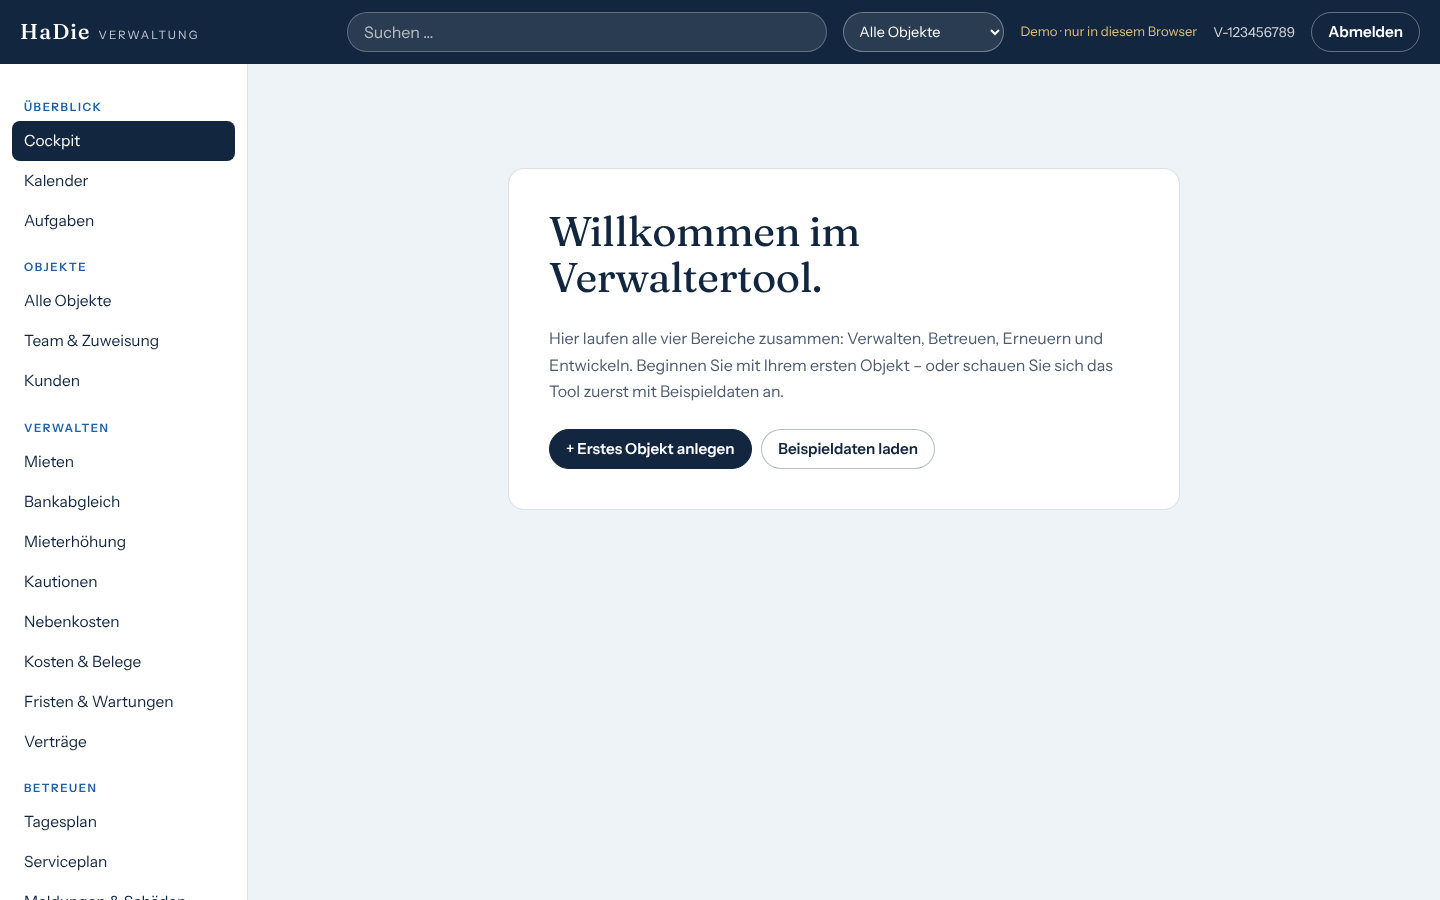 HaDie VERWALTUNG
Suchen ...
Alle Objekte
Demo · nur in diesem Browser
V-123456789
Abmelden
ÜBERBLICK
Cockpit
Kalender
Aufgaben
OBJEKTE
Alle Objekte
Team & Zuweisung
Kunden
VERWALTEN
Mieten
Bankabgleich
Mieterhöhung
Kautionen
Nebenkosten
Kosten & Belege
Fristen & Wartungen
Verträge
BETREUEN
Tagesplan
Serviceplan
Meldungen & Schäden
Willkommen im
Verwaltertool.
Hier laufen alle vier Bereiche zusammen: Verwalten, Betreuen, Erneuern und
Entwickeln. Beginnen Sie mit Ihrem ersten Objekt – oder schauen Sie sich das
Tool zuerst mit Beispieldaten an.
+ Erstes Objekt anlegen
Beispieldaten laden